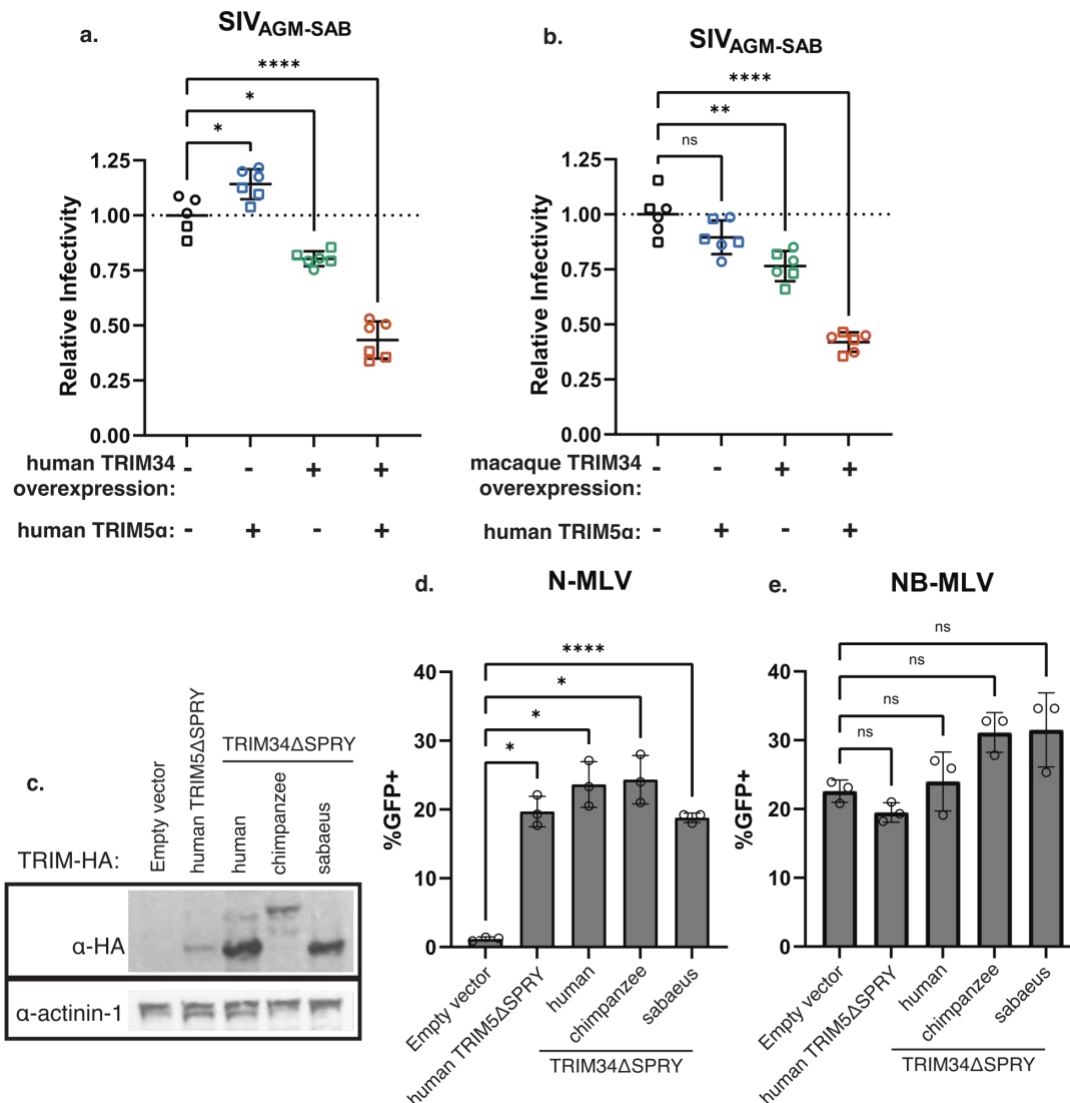 a.
SIVAGM-SAB
****
*
*
Relative Infectivity
1.25
1.00
0.75
0.50
0.25
0.00
human TRIM34 overexpression: - - + +
human TRIM5α: - + - +
b.
SIVAGM-SAB
****
**
ns
Relative Infectivity
1.25
1.00
0.75
0.50
0.25
0.00
macaque TRIM34 overexpression: - - + +
human TRIM5α: - + - +
c.
TRIM-HA:
Empty vector
human TRIM5ΔSPRY
TRIM34ΔSPRY
human
chimpanzee
sabaeus
α-HA
α-actinin-1
d.
N-MLV
****
*
*
*
%GFP+
40
30
20
10
0
Empty vector
human TRIM5ΔSPRY
human
chimpanzee
sabaeus
TRIM34ΔSPRY
e.
NB-MLV
ns
ns
ns
ns
%GFP+
40
30
20
10
0
Empty vector
human TRIM5ΔSPRY
human
chimpanzee
sabaeus
TRIM34ΔSPRY